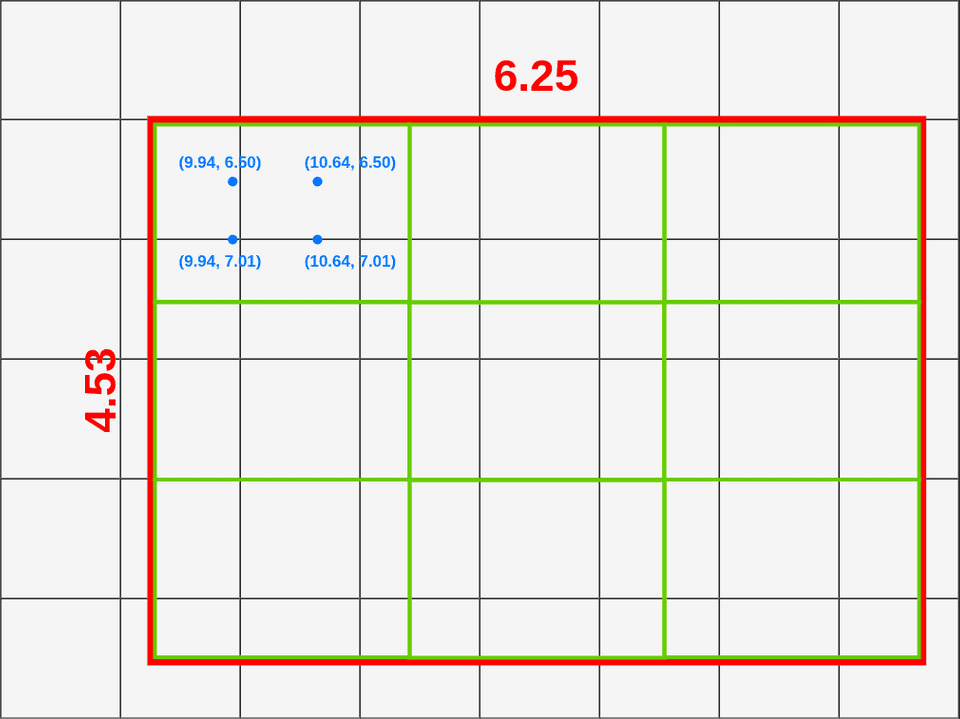 6.25
(9.94, 6.50) (10.64, 6.50)
(9.94, 7.01) (10.64, 7.01)
4.53